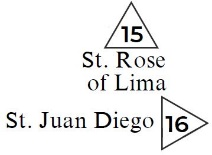 15
St. Rose
of Lima
St. Juan Diego 16